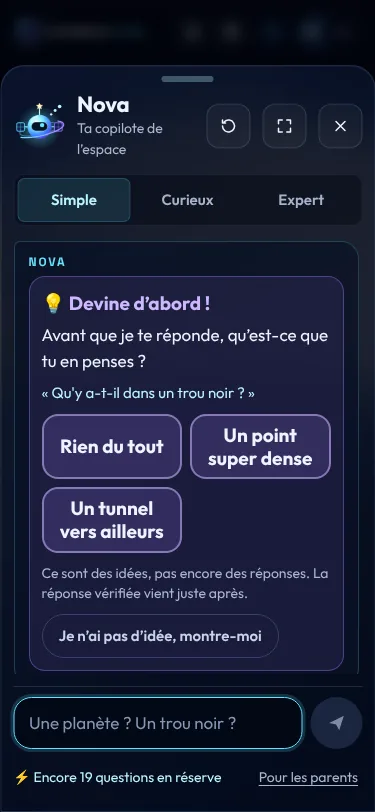 Nova
Ta copilote de
l'espace
Simple
Curieux
Expert
NOVA
💡 Devine d'abord !
Avant que je te réponde, qu'est-ce que
tu en penses ?
« Qu'y a-t-il dans un trou noir ? »
Rien du tout
Un point
super dense
Un tunnel
vers ailleurs
Ce sont des idées, pas encore des réponses. La
réponse vérifiée vient juste après.
Je n'ai pas d'idée, montre-moi
Une planète ? Un trou noir ?
⚡ Encore 19 questions en réserve
Pour les parents